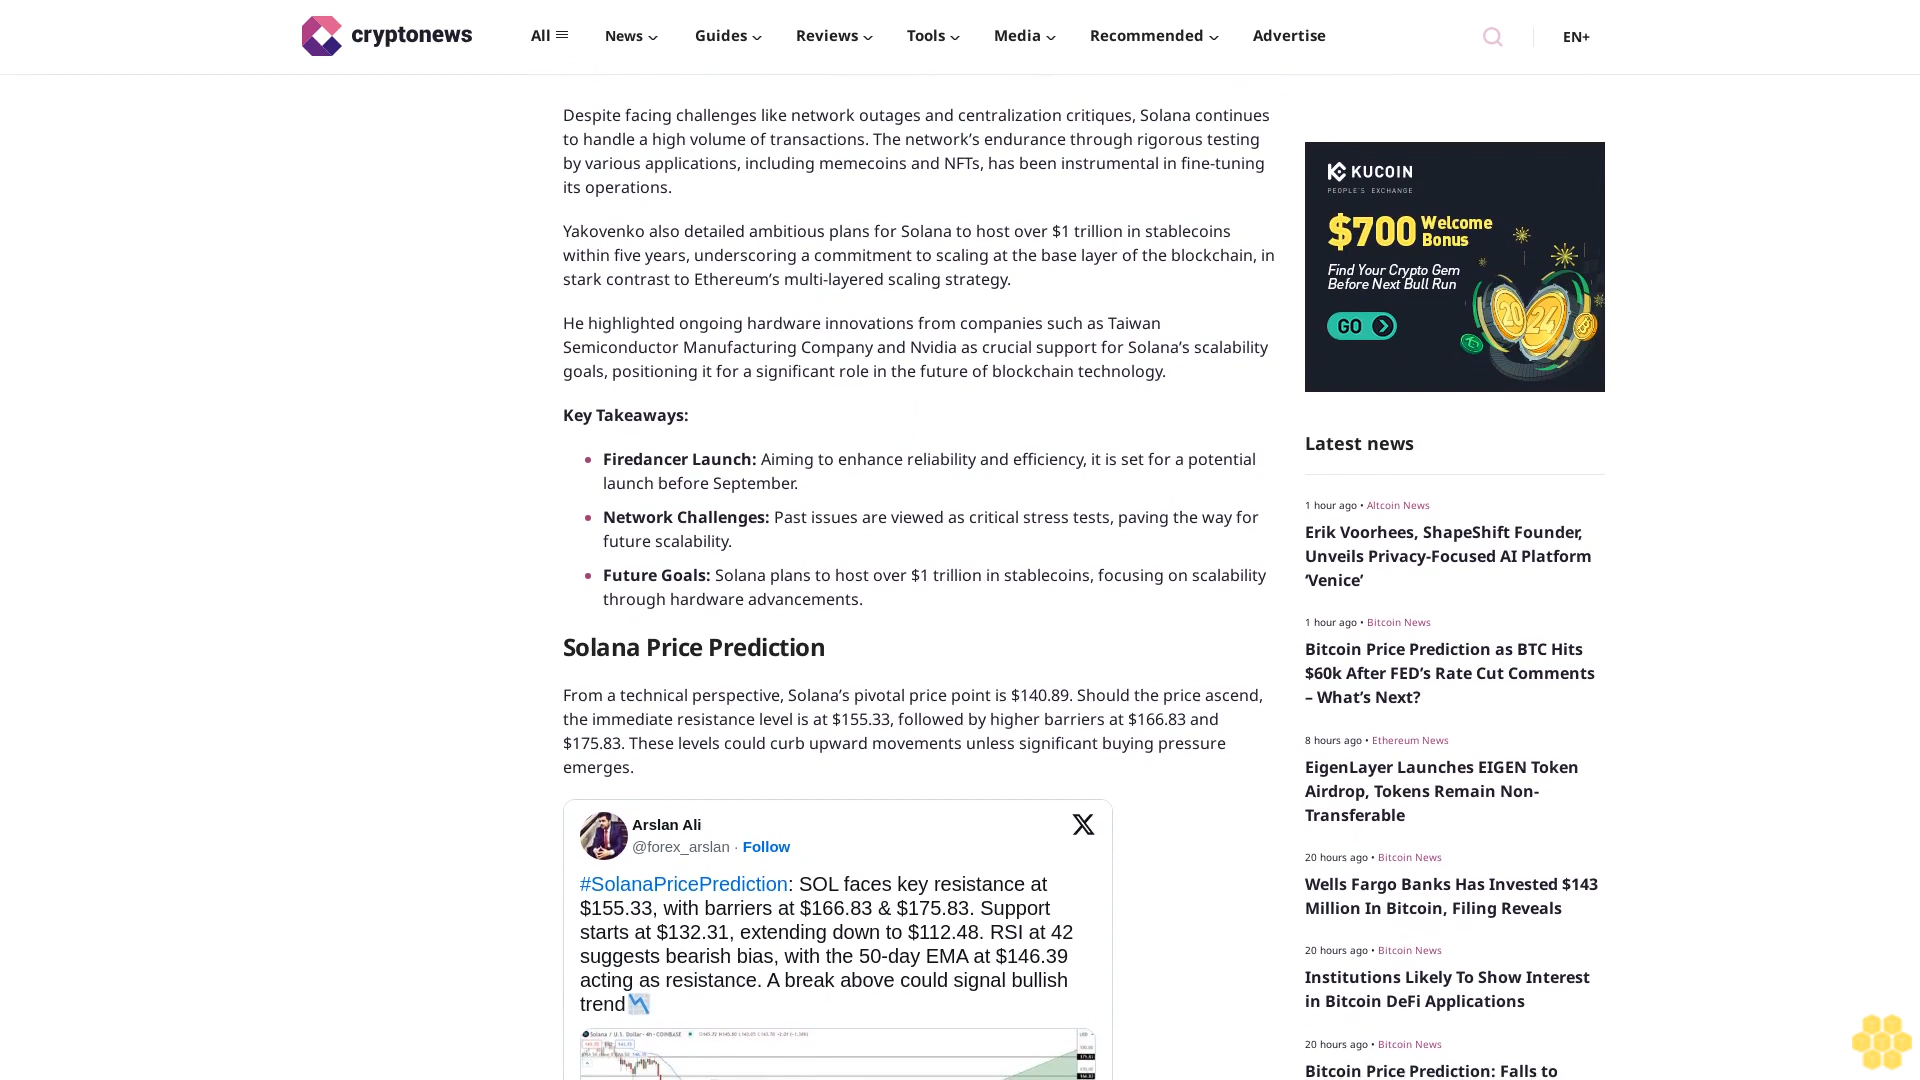 cryptonews
All
News
Guides
Reviews
Tools
Media
Recommended
Advertise
EN+
Despite facing challenges like network outages and centralization critiques, Solana continues
to handle a high volume of transactions. The network’s endurance through rigorous testing
by various applications, including memecoins and NFTs, has been instrumental in fine-tuning
its operations.
Yakovenko also detailed ambitious plans for Solana to host over $1 trillion in stablecoins
within five years, underscoring a commitment to scaling at the base layer of the blockchain, in
stark contrast to Ethereum’s multi-layered scaling strategy.
He highlighted ongoing hardware innovations from companies such as Taiwan
Semiconductor Manufacturing Company and Nvidia as crucial support for Solana’s scalability
goals, positioning it for a significant role in the future of blockchain technology.
Key Takeaways:
Firedancer Launch: Aiming to enhance reliability and efficiency, it is set for a potential
launch before September.
Network Challenges: Past issues are viewed as critical stress tests, paving the way for
future scalability.
Future Goals: Solana plans to host over $1 trillion in stablecoins, focusing on scalability
through hardware advancements.
Solana Price Prediction
From a technical perspective, Solana’s pivotal price point is $140.89. Should the price ascend,
the immediate resistance level is at $155.33, followed by higher barriers at $166.83 and
$175.83. These levels could curb upward movements unless significant buying pressure
emerges.
Arslan Ali
@forex_arslan · Follow
#SolanaPricePrediction: SOL faces key resistance at
$155.33, with barriers at $166.83 & $175.83. Support
starts at $132.31, extending down to $112.48. RSI at 42
suggests bearish bias, with the 50-day EMA at $146.39
acting as resistance. A break above could signal bullish
trend
Solana / U.S. Dollar · 4h · COINBASE
KUCOIN
PEOPLE'S EXCHANGE
$700 Welcome
Bonus
Find Your Crypto Gem
Before Next Bull Run
GO
2024
Latest news
1 hour ago • Altcoin News
Erik Voorhees, ShapeShift Founder,
Unveils Privacy-Focused AI Platform
‘Venice’
1 hour ago • Bitcoin News
Bitcoin Price Prediction as BTC Hits
$60k After FED’s Rate Cut Comments
– What’s Next?
8 hours ago • Ethereum News
EigenLayer Launches EIGEN Token
Airdrop, Tokens Remain Non-
Transferable
20 hours ago • Bitcoin News
Wells Fargo Banks Has Invested $143
Million In Bitcoin, Filing Reveals
20 hours ago • Bitcoin News
Institutions Likely To Show Interest
in Bitcoin DeFi Applications
20 hours ago • Bitcoin News
Bitcoin Price Prediction: Falls to